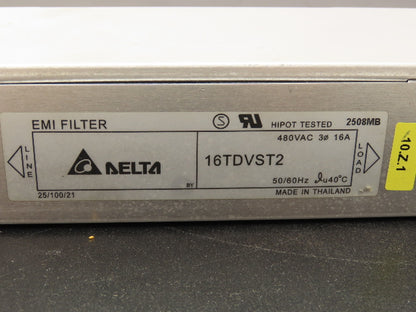 EMI FILTER
HIPOT TESTED 2508MB
LINE
DELTA
BY
16TDVST2
480VAC 3ø 16A
50/60Hz 40°C
LOAD
25/100/21
MADE IN THAILAND
10.Z.1